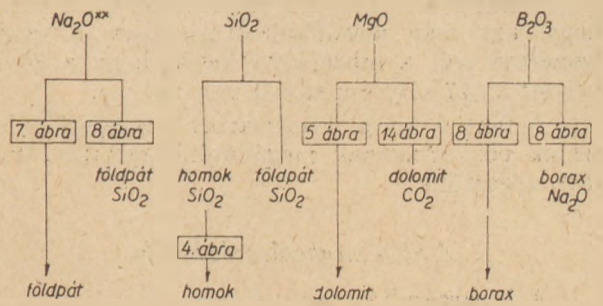 Na₂O×× SiO₂ MgO B₂O₃
7. ábra 8. ábra 5 ábra 14 ábra 8. ábra 8 ábra
földpát homok földpát dolomit borax
SiO₂ SiO₂ SiO₂ CO₂ Na₂O
4. ábra
földpát homok dolomit borax